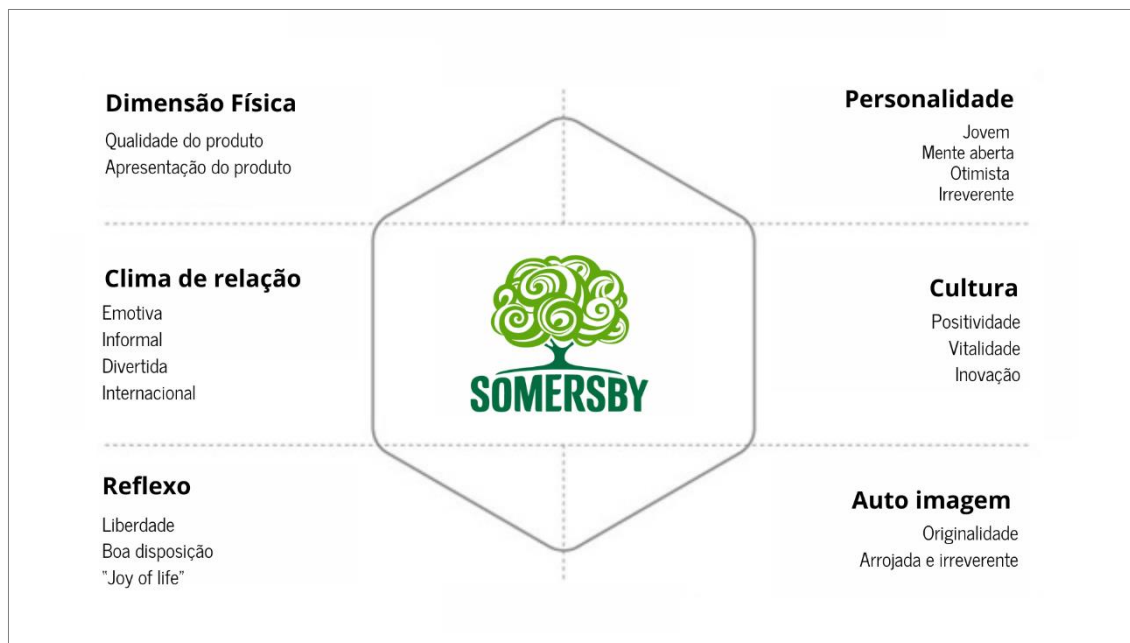 Dimensão Física
Qualidade do produto
Apresentação do produto
Personalidade
Jovem
Mente aberta
Otimista
Irreverente
Clima de relação
Emotiva
Informal
Divertida
Internacional
SOMERSBY
Cultura
Positividade
Vitalidade
Inovação
Reflexo
Liberdade
Boa disposição
"Joy of life"
Auto imagem
Originalidade
Arrojada e irreverente